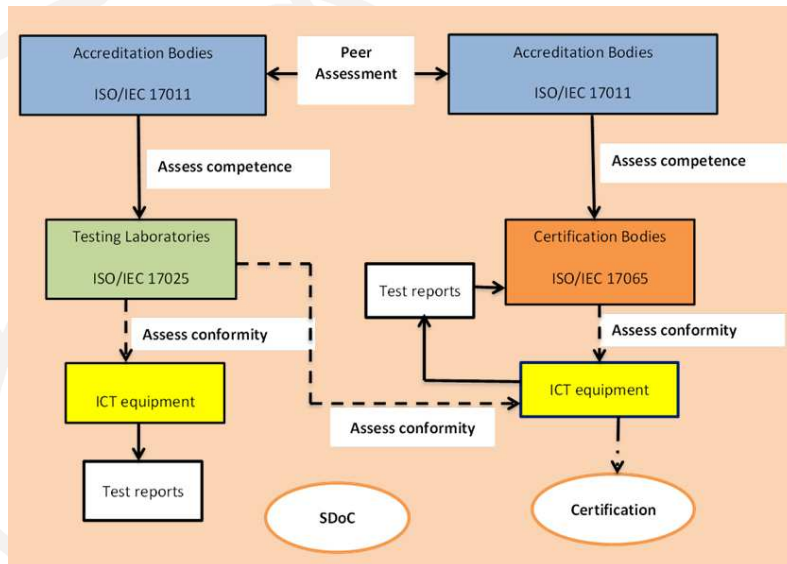 Accreditation Bodies
ISO/IEC 17011
Peer
Assessment
Accreditation Bodies
ISO/IEC 17011
Assess competence
Assess competence
Testing Laboratories
ISO/IEC 17025
Certification Bodies
ISO/IEC 17065
Test reports
Assess conformity
Assess conformity
ICT equipment
ICT equipment
Assess conformity
Test reports
SDoC
Certification